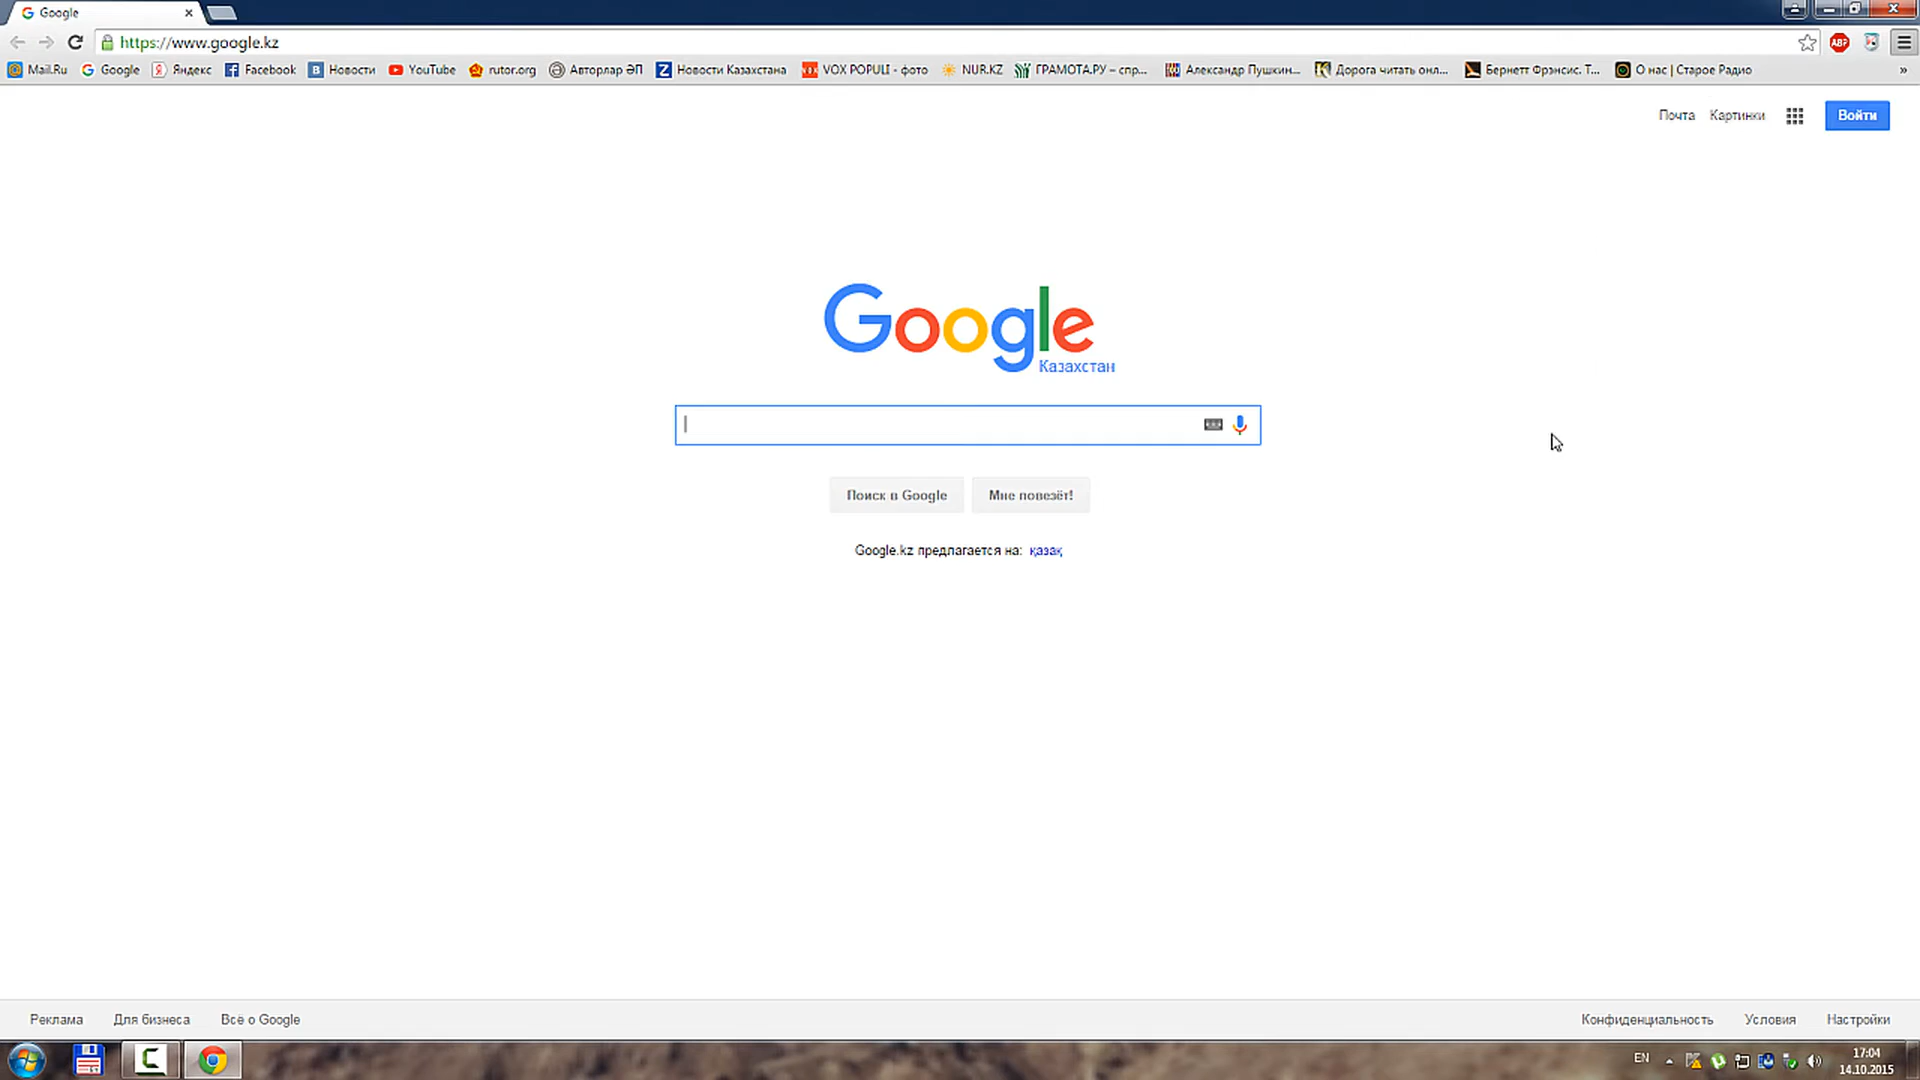 Google
https://www.google.kz
Mail.Ru Google Яндекс Facebook Новости YouTube rutor.org Авторлар ӘП Новости Казахстана VOX POPULI - фото NUR.KZ ГРАМОТА.РУ – спр... Александр Пушкин... Дорога читать онл... Бернетт Фрэнсис. Т... О нас | Старое Радио »
Почта Картинки Войти
Google
Казахстан
Поиск в Google Мне повезёт!
Google.kz предлагается на: қазақ
Реклама Для бизнеса Всё о Google Конфиденциальность Условия Настройки
EN 17:04
14.10.2015